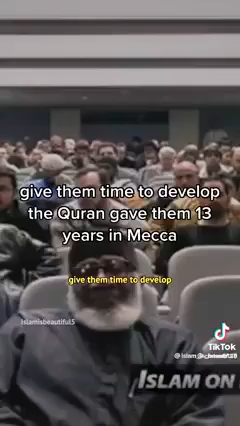 give them time to develop
the Quran gave them 13
years in Mecca
give them time to develop
Islamisbeautiful5
TikTok
ISLAM ON